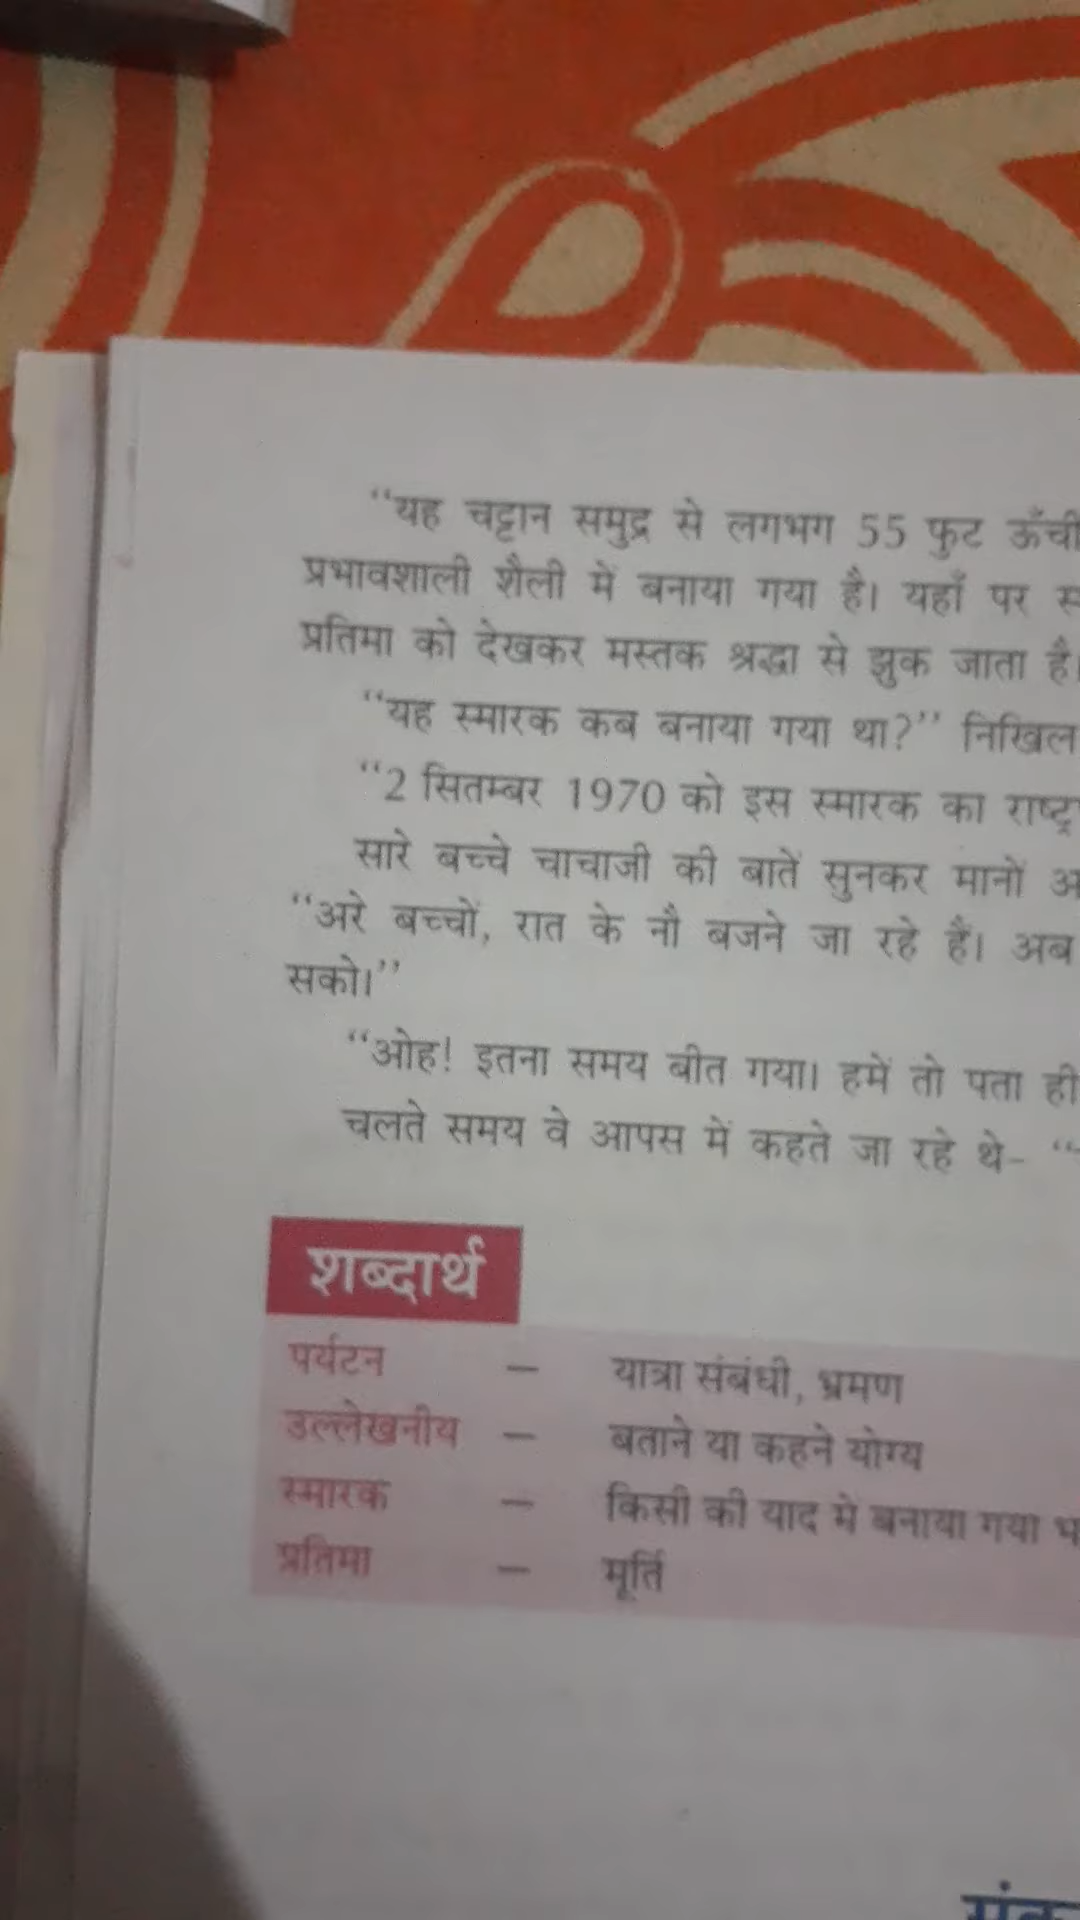 “यह चट्टान समुद्र से लगभग 55 फुट ऊँची
प्रभावशाली शैली में बनाया गया है। यहाँ पर
प्रतिमा को देखकर मस्तक श्रद्धा से झुक जाता है।
“यह स्मारक कब बनाया गया था?” निखिल
“2 सितम्बर 1970 को इस स्मारक का
सारे बच्चे चाचाजी की बातें सुनकर मानों
“अरे बच्चों, रात के नौ बजने जा रहे हैं। अब
सको।”
“ओह! इतना समय बीत गया। हमें तो पता ही
चलते समय वे आपस में कहते जा रहे थे- “
शब्दार्थ
पर्यटन – यात्रा संबंधी, भ्रमण
उल्लेखनीय – बताने या कहने योग्य
स्मारक – किसी की याद में बनाया गया
प्रतिमा – मूर्ति